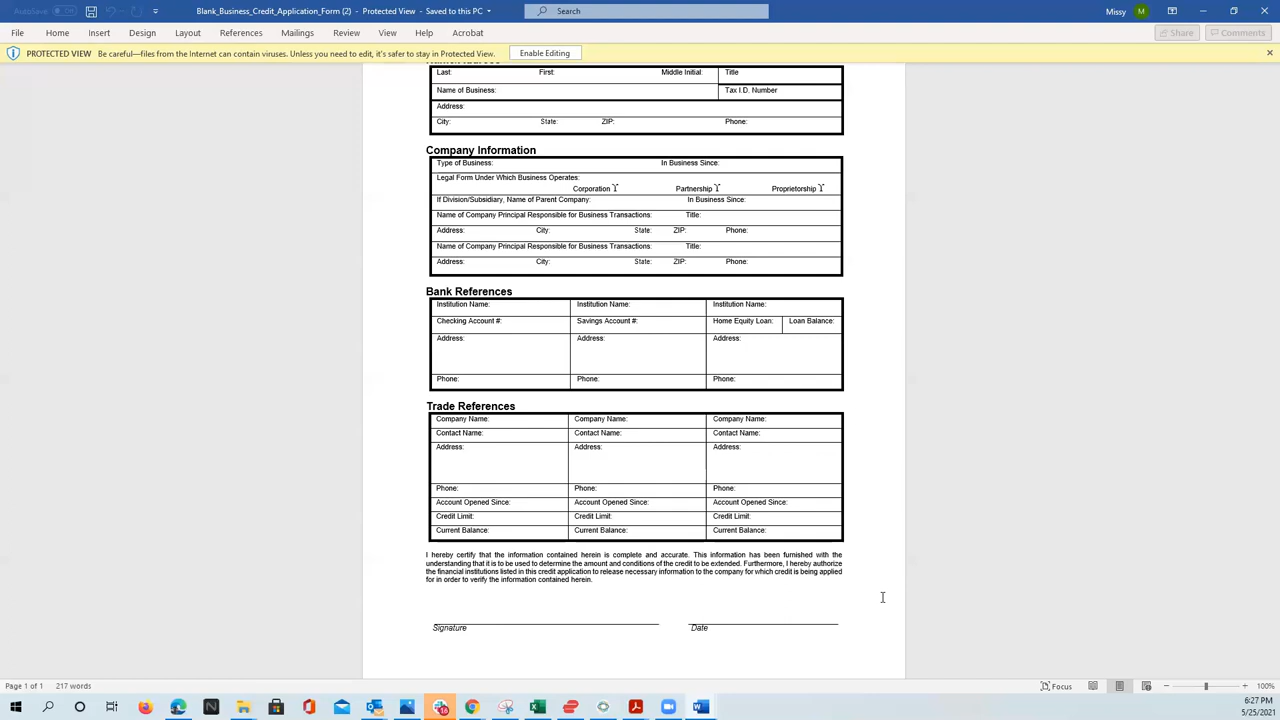 AutoSave Off
Blank_Business_Credit_Application_Form (2) - Protected View
Search
Missy M
File Home Insert Design Layout References Mailings Review View Help Acrobat
Share Comments
PROTECTED VIEW Be careful—files from the Internet can contain viruses. Unless you need to edit, it's safer to stay in Protected View. Enable Editing
Last: First: Middle Initial: Title
Name of Business: Tax I.D. Number
Address:
City: State: ZIP: Phone:
Company Information
Type of Business: In Business Since:
Legal Form Under Which Business Operates:
Corporation Partnership Proprietorship
If Division/Subsidiary, Name of Parent Company: In Business Since:
Name of Company Principal Responsible for Business Transactions: Title:
Address: City: State: ZIP: Phone:
Name of Company Principal Responsible for Business Transactions: Title:
Address: City: State: ZIP: Phone:
Bank References
Institution Name: Institution Name: Institution Name:
Checking Account #: Savings Account #: Home Equity Loan: Loan Balance:
Address: Address: Address:
Phone: Phone: Phone:
Trade References
Company Name: Company Name: Company Name:
Contact Name: Contact Name: Contact Name:
Address: Address: Address:
Phone: Phone: Phone:
Account Opened Since: Account Opened Since: Account Opened Since:
Credit Limit: Credit Limit: Credit Limit:
Current Balance: Current Balance: Current Balance:
I hereby certify that the information contained herein is complete and accurate. This information has been furnished with the
understanding that it is to be used to determine the amount and conditions of the credit to be extended. Furthermore, I hereby authorize
the financial institutions listed in this credit application to release necessary information to the company for which credit is being applied
for in order to verify the information contained herein.
Signature Date
Page 1 of 1 217 words
Focus
100%
6:27 PM
5/25/2021